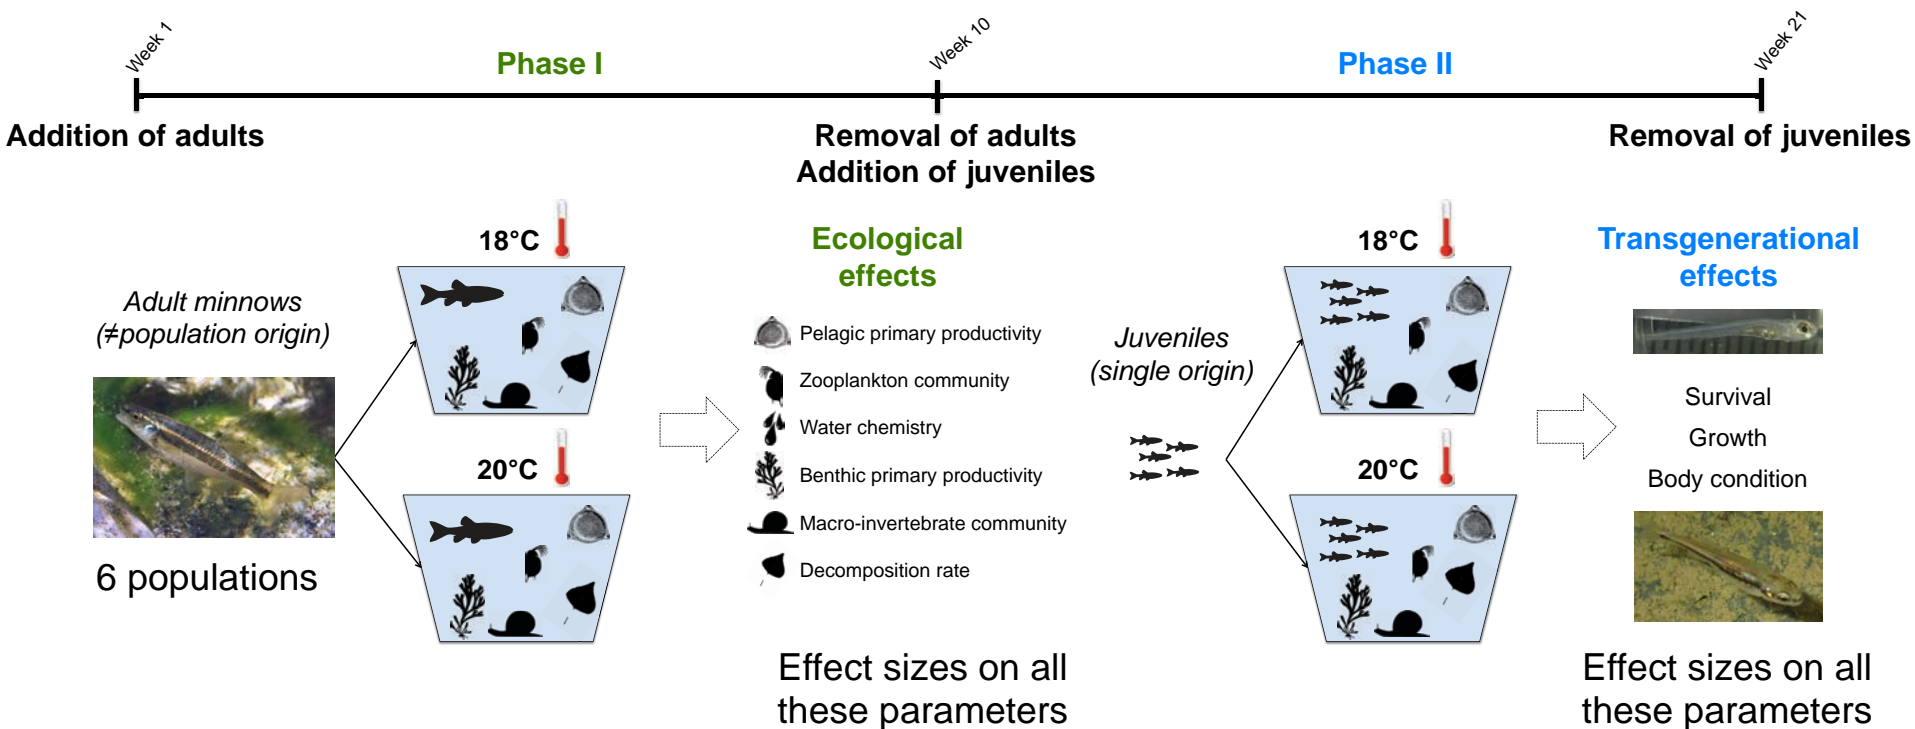 Week 1
Week 10
Week 21
Phase I
Phase II
Addition of adults
Removal of adults
Addition of juveniles
Removal of juveniles
Adult minnows
(≠population origin)
6 populations
18°C
20°C
Ecological
effects
Pelagic primary productivity
Zooplankton community
Water chemistry
Benthic primary productivity
Macro-invertebrate community
Decomposition rate
Effect sizes on all
these parameters
Juveniles
(single origin)
18°C
20°C
Transgenerational
effects
Survival
Growth
Body condition
Effect sizes on all
these parameters